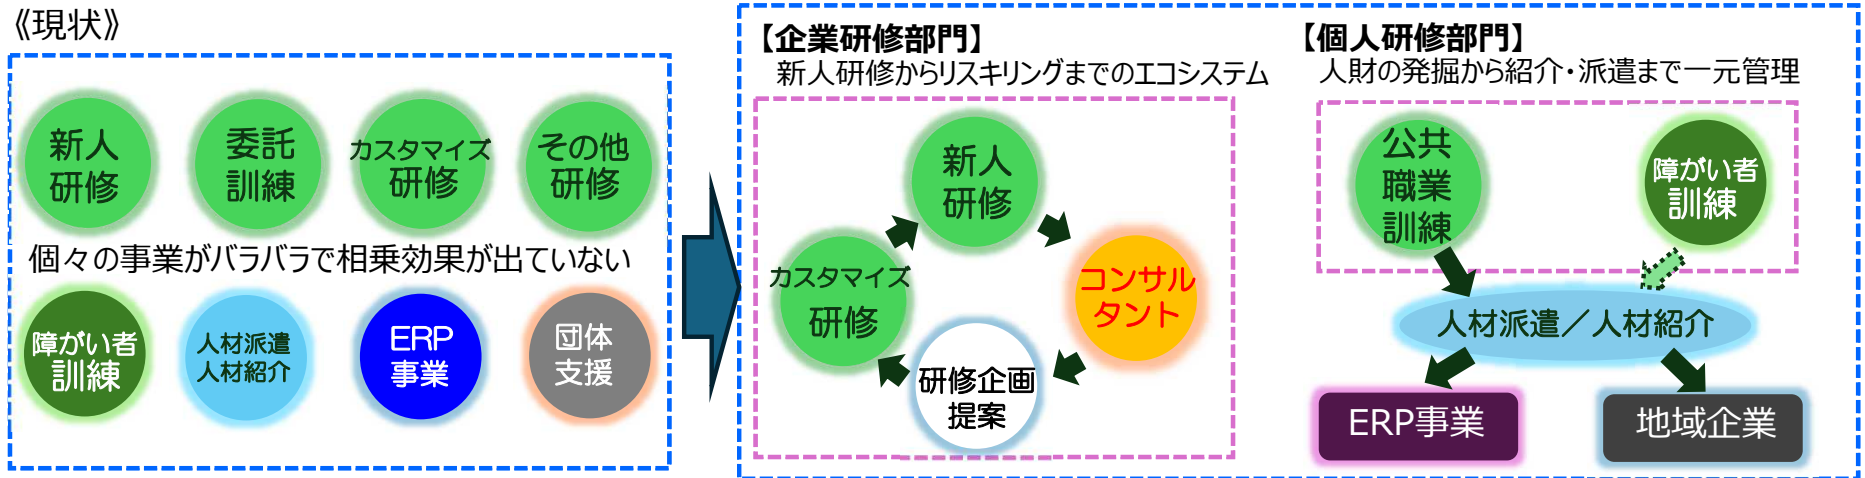 《現状》
新人
研修
委託
訓練
カスタマイズ
研修
その他
研修
個々の事業がバラバラで相乗効果が出ていない
障がい者
訓練
人材派遣
人材紹介
ERP
事業
団体
支援
【企業研修部門】
新人研修からリスキリングまでのエコシステム
新人
研修
コンサル
タント
研修企画
提案
カスタマイズ
研修
【個人研修部門】
人財の発掘から紹介・派遣まで一元管理
公共
職業
訓練
障がい者
訓練
人材派遣／人材紹介
ERP事業
地域企業